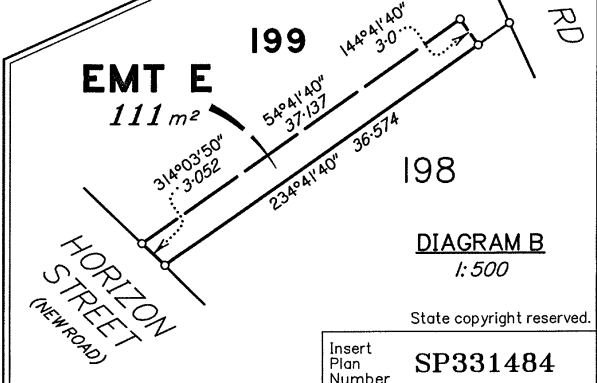 RD
199
144°41'40"
3·0
EMT E
111 m²
54°41'40"
37·137
314°03'50"
3·052
234°41'40" 36·574
198
DIAGRAM B
1:500
HORIZON
STREET
(NEW ROAD)
State copyright reserved.
Insert
Plan
Number
SP331484